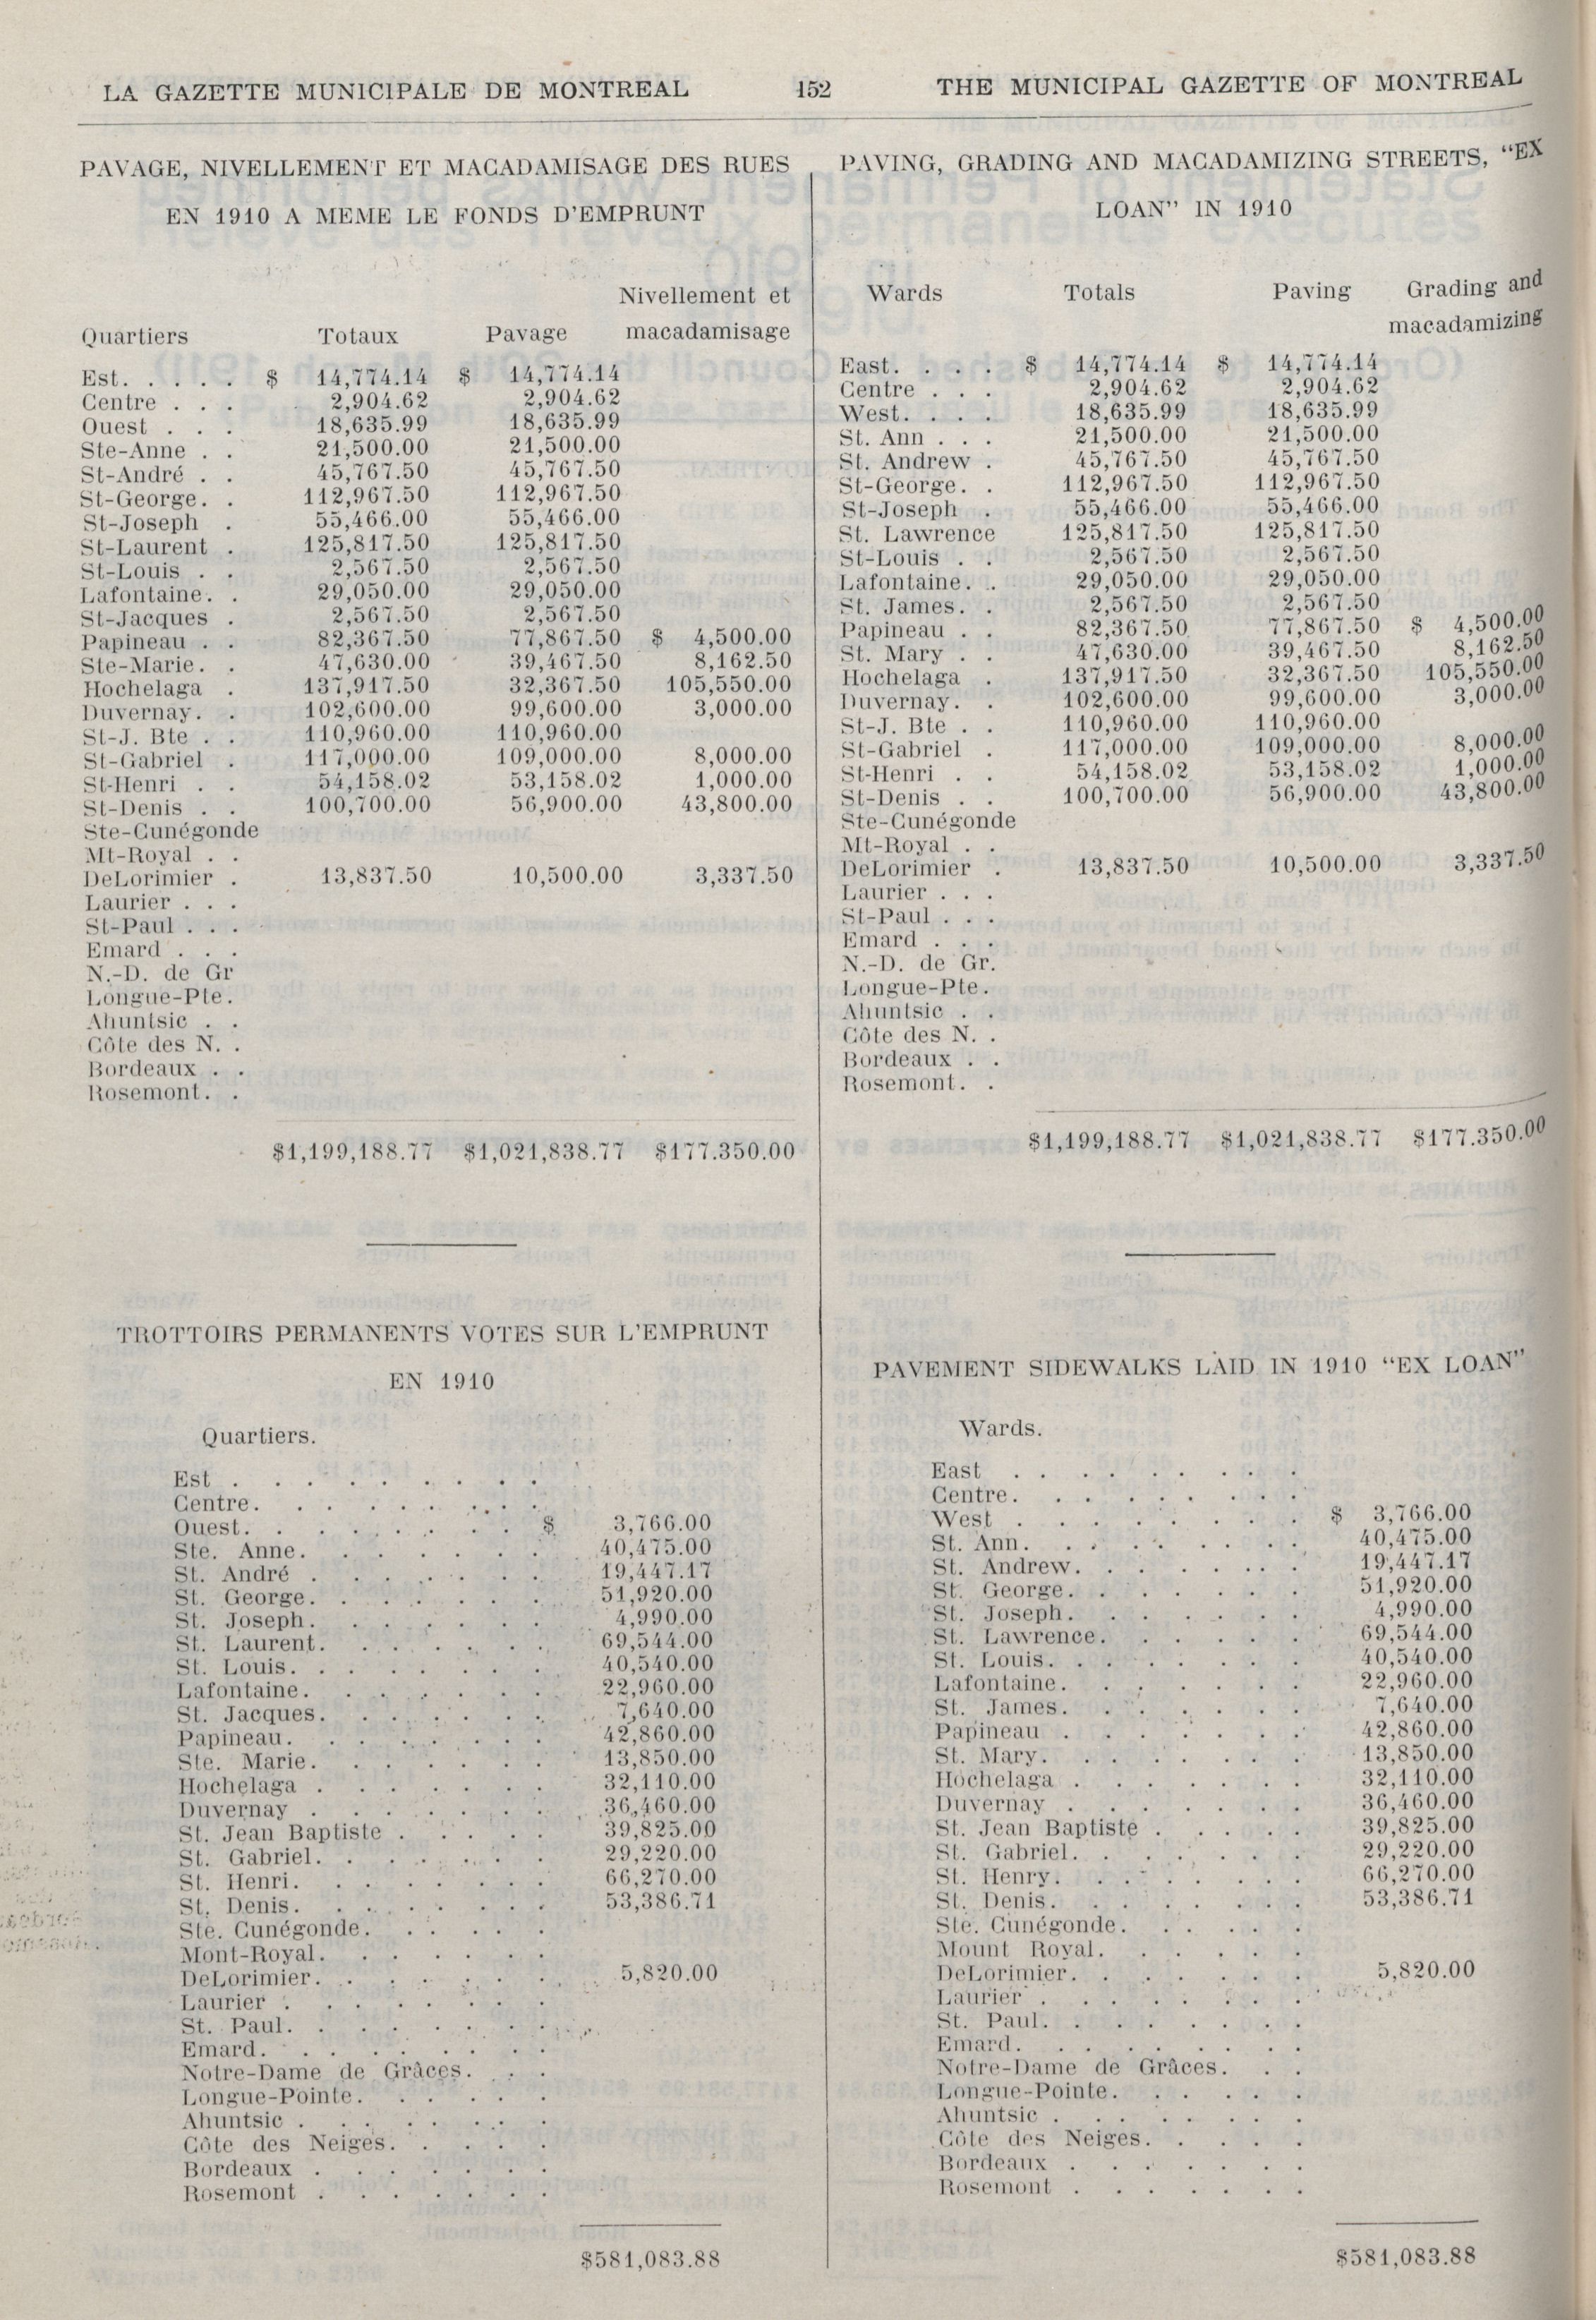 LA GAZETTE MUNICIPALE DE MONTREAL 152 THE MUNICIPAL GAZETTE OF MONTREAL
PAVAGE, NIVELLEMENT ET MACADAMISAGE DES RUES
EN 1910 A MEME LE FONDS D'EMPRUNT
Nivellement et
Quartiers Totaux Pavage macadamisage
Est. . . . . $ 14,774.14 $ 14,774.14
Centre . . . 2,904.62 2,904.62
Ouest . . . 18,635.99 18,635.99
Ste-Anne . . 21,500.00 21,500.00
St-André . . 45,767.50 45,767.50
St-George. . 112,967.50 112,967.50
St-Joseph . 55,466.00 55,466.00
St-Laurent . 125,817.50 125,817.50
St-Louis . . 2,567.50 2,567.50
Lafontaine. . 29,050.00 29,050.00
St-Jacques . 2,567.50 2,567.50
Papineau . . 82,367.50 77,867.50 $ 4,500.00
Ste-Marie. . 47,630.00 39,467.50 8,162.50
Hochelaga . 137,917.50 32,367.50 105,550.00
Duvernay. . 102,600.00 99,600.00 3,000.00
St-J. Bte . . 110,960.00 110,960.00
St-Gabriel . 117,000.00 109,000.00 8,000.00
St-Henri . . 54,158.02 53,158.02 1,000.00
St-Denis . . 100,700.00 56,900.00 43,800.00
Ste-Cunégonde
Mt-Royal . .
DeLorimier . 13,837.50 10,500.00 3,337.50
Laurier . . .
St-Paul . . .
Emard . . .
N.-D. de Gr
Longue-Pte.
Ahuntsic . .
Côte des N. .
Bordeaux . .
Rosemont. .
$1,199,188.77 $1,021,838.77 $177.350.00
TROTTOIRS PERMANENTS VOTES SUR L'EMPRUNT
EN 1910
Quartiers.
Est . . . . . . . .
Centre. . . . . . . .
Ouest. . . . . . . . $ 3,766.00
Ste. Anne. . . . . . 40,475.00
St. André . . . . . . 19,447.17
St. George. . . . . . 51,920.00
St. Joseph. . . . . . 4,990.00
St. Laurent. . . . . . 69,544.00
St. Louis. . . . . . . 40,540.00
Lafontaine. . . . . . 22,960.00
St. Jacques. . . . . . 7,640.00
Papineau. . . . . . . 42,860.00
Ste. Marie. . . . . . 13,850.00
Hochelaga . . . . . . 32,110.00
Duvernay . . . . . . 36,460.00
St. Jean Baptiste . . . . 39,825.00
St. Gabriel. . . . . . 29,220.00
St. Henri. . . . . . . 66,270.00
St. Denis. . . . . . . 53,386.71
Ste. Cunégonde. . . . .
Mont-Royal. . . . . .
DeLorimier. . . . . . 5,820.00
Laurier . . . . . . .
St. Paul. . . . . . .
Emard. . . . . . . .
Notre-Dame de Grâces. . .
Longue-Pointe. . . . .
Ahuntsic . . . . . . .
Côte des Neiges. . . . .
Bordeaux . . . . . . .
Rosemont . . . . . . .
$581,083.88
PAVING, GRADING AND MACADAMIZING STREETS, "EX
LOAN" IN 1910
Wards Totals Paving Grading and
macadamizing
East. . . . $ 14,774.14 $ 14,774.14
Centre . . . 2,904.62 2,904.62
West. . . . 18,635.99 18,635.99
St. Ann . . . 21,500.00 21,500.00
St. Andrew . 45,767.50 45,767.50
St-George. . 112,967.50 112,967.50
St-Joseph . 55,466.00 55,466.00
St. Lawrence 125,817.50 125,817.50
St-Louis . . 2,567.50 2,567.50
Lafontaine. . 29,050.00 29,050.00
St. James. . 2,567.50 2,567.50
Papineau . . 82,367.50 77,867.50 $ 4,500.00
St. Mary . . 47,630.00 39,467.50 8,162.50
Hochelaga . 137,917.50 32,367.50 105,550.00
Duvernay. . 102,600.00 99,600.00 3,000.00
St-J. Bte . . 110,960.00 110,960.00
St-Gabriel . 117,000.00 109,000.00 8,000.00
St-Henri . . 54,158.02 53,158.02 1,000.00
St-Denis . . 100,700.00 56,900.00 43,800.00
Ste-Cunégonde
Mt-Royal . .
DeLorimier . 13,837.50 10,500.00 3,337.50
Laurier . . .
St-Paul . . .
Emard . . .
N.-D. de Gr.
Longue-Pte.
Ahuntsic . .
Côte des N. .
Bordeaux . .
Rosemont. .
$1,199,188.77 $1,021,838.77 $177.350.00
PAVEMENT SIDEWALKS LAID IN 1910 "EX LOAN"
Wards.
East . . . . . . . .
Centre. . . . . . . .
West . . . . . . . . $ 3,766.00
St. Ann. . . . . . . 40,475.00
St. Andrew. . . . . . . 19,447.17
St. George. . . . . . 51,920.00
St. Joseph. . . . . . 4,990.00
St. Lawrence. . . . . 69,544.00
St. Louis. . . . . . . 40,540.00
Lafontaine. . . . . . 22,960.00
St. James. . . . . . 7,640.00
Papineau . . . . . . 42,860.00
St. Mary. . . . . . . 13,850.00
Hochelaga . . . . . . 32,110.00
Duvernay . . . . . . 36,460.00
St. Jean Baptiste . . . . 39,825.00
St. Gabriel. . . . . . 29,220.00
St. Henry. . . . . . . 66,270.00
St. Denis. . . . . . . 53,386.71
Ste. Cunégonde. . . . .
Mount Royal. . . . . .
DeLorimier. . . . . . 5,820.00
Laurier . . . . . . .
St. Paul. . . . . . .
Emard. . . . . . . .
Notre-Dame de Grâces. . .
Longue-Pointe. . . . .
Ahuntsic . . . . . . .
Côte des Neiges. . . . .
Bordeaux . . . . . . .
Rosemont . . . . . . .
$581,083.88